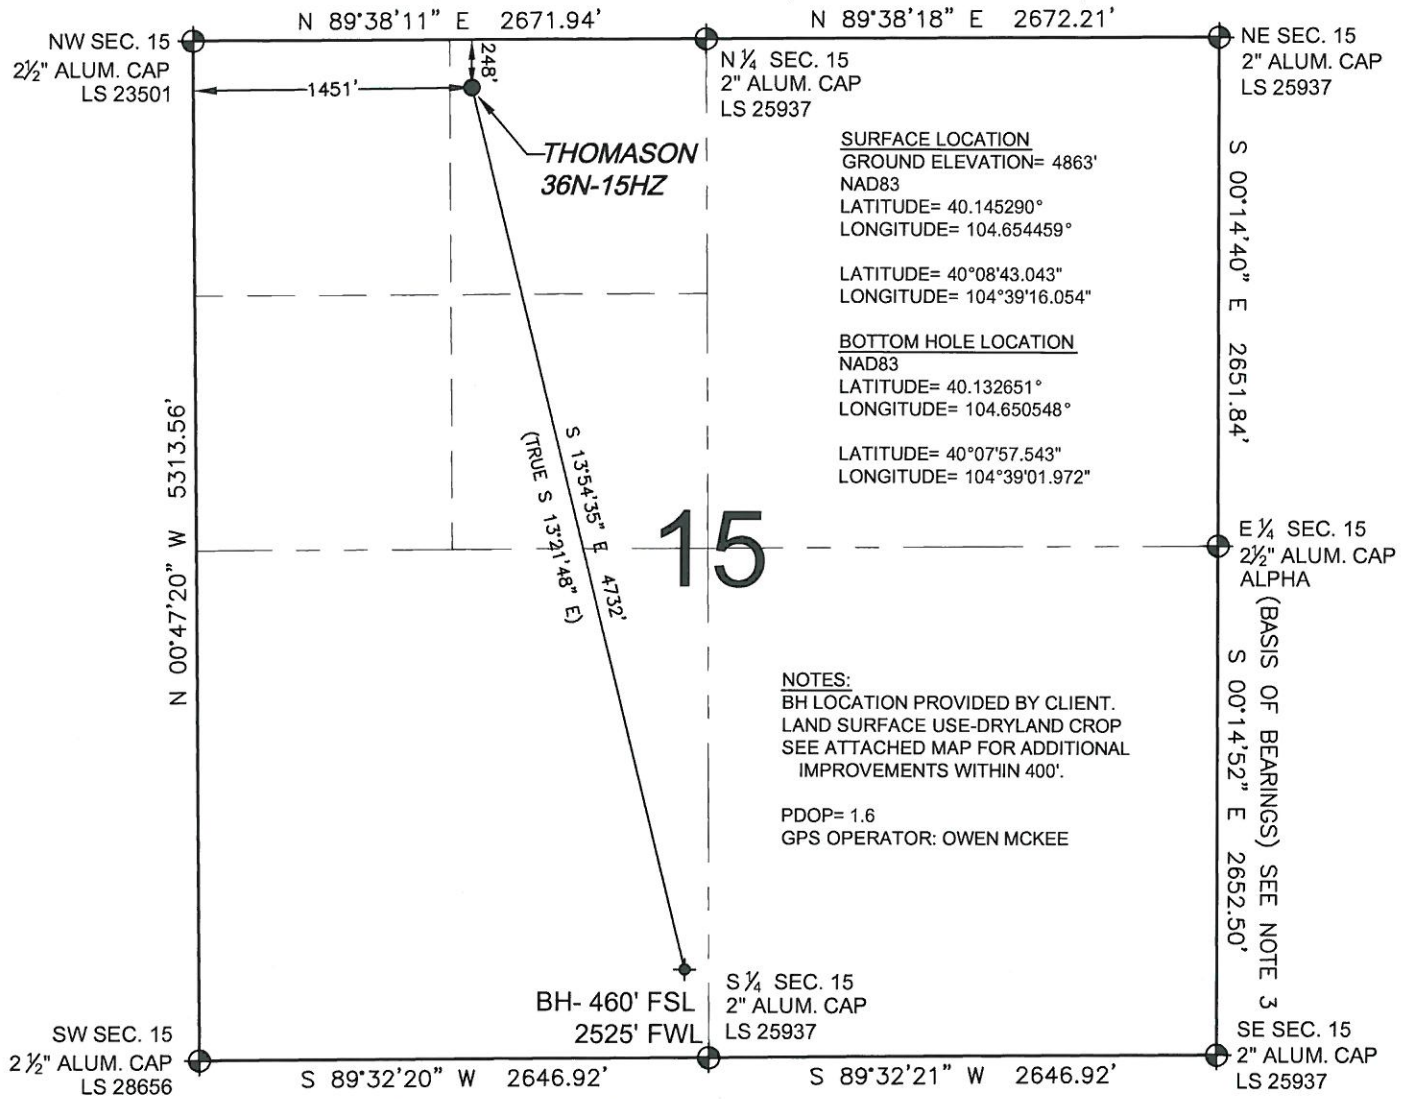 N 89°38'11" E 2671.94'
N 89°38'18" E 2672.21'
NW SEC. 15
2½" ALUM. CAP
LS 23501
248'
1451'
N ¼ SEC. 15
2" ALUM. CAP
LS 25937
NE SEC. 15
2" ALUM. CAP
LS 25937
THOMASON
36N-15HZ
SURFACE LOCATION
GROUND ELEVATION= 4863'
NAD83
LATITUDE= 40.145290°
LONGITUDE= 104.654459°
LATITUDE= 40°08'43.043"
LONGITUDE= 104°39'16.054"
BOTTOM HOLE LOCATION
NAD83
LATITUDE= 40.132651°
LONGITUDE= 104.650548°
LATITUDE= 40°07'57.543"
LONGITUDE= 104°39'01.972"
S 00°14'40" E 2651.84'
N 00°47'20" W 5313.56'
S 13°54'35" E 4732'
(TRUE S 13°21'48" E)
15
E ¼ SEC. 15
2½" ALUM. CAP
ALPHA
(BASIS OF BEARINGS) SEE NOTE 3
S 00°14'52" E 2652.50'
NOTES:
BH LOCATION PROVIDED BY CLIENT.
LAND SURFACE USE-DRYLAND CROP
SEE ATTACHED MAP FOR ADDITIONAL
IMPROVEMENTS WITHIN 400'.
PDOP= 1.6
GPS OPERATOR: OWEN MCKEE
BH- 460' FSL
2525' FWL
S ¼ SEC. 15
2" ALUM. CAP
LS 25937
SW SEC. 15
2 ½" ALUM. CAP
LS 28656
SE SEC. 15
2" ALUM. CAP
LS 25937
S 89°32'20" W 2646.92'
S 89°32'21" W 2646.92'